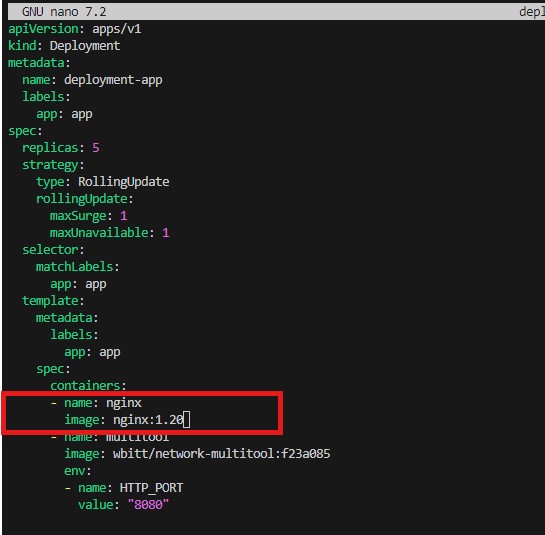 GNU nano 7.2 depl
apiVersion: apps/v1
kind: Deployment
metadata:
  name: deployment-app
  labels:
    app: app
spec:
  replicas: 5
  strategy:
    type: RollingUpdate
    rollingUpdate:
      maxSurge: 1
      maxUnavailable: 1
  selector:
    matchLabels:
      app: app
  template:
    metadata:
      labels:
        app: app
    spec:
      containers:
      - name: nginx
        image: nginx:1.20
      - name: multitool
        image: wbitt/network-multitool:f23a085
        env:
        - name: HTTP_PORT
          value: "8080"